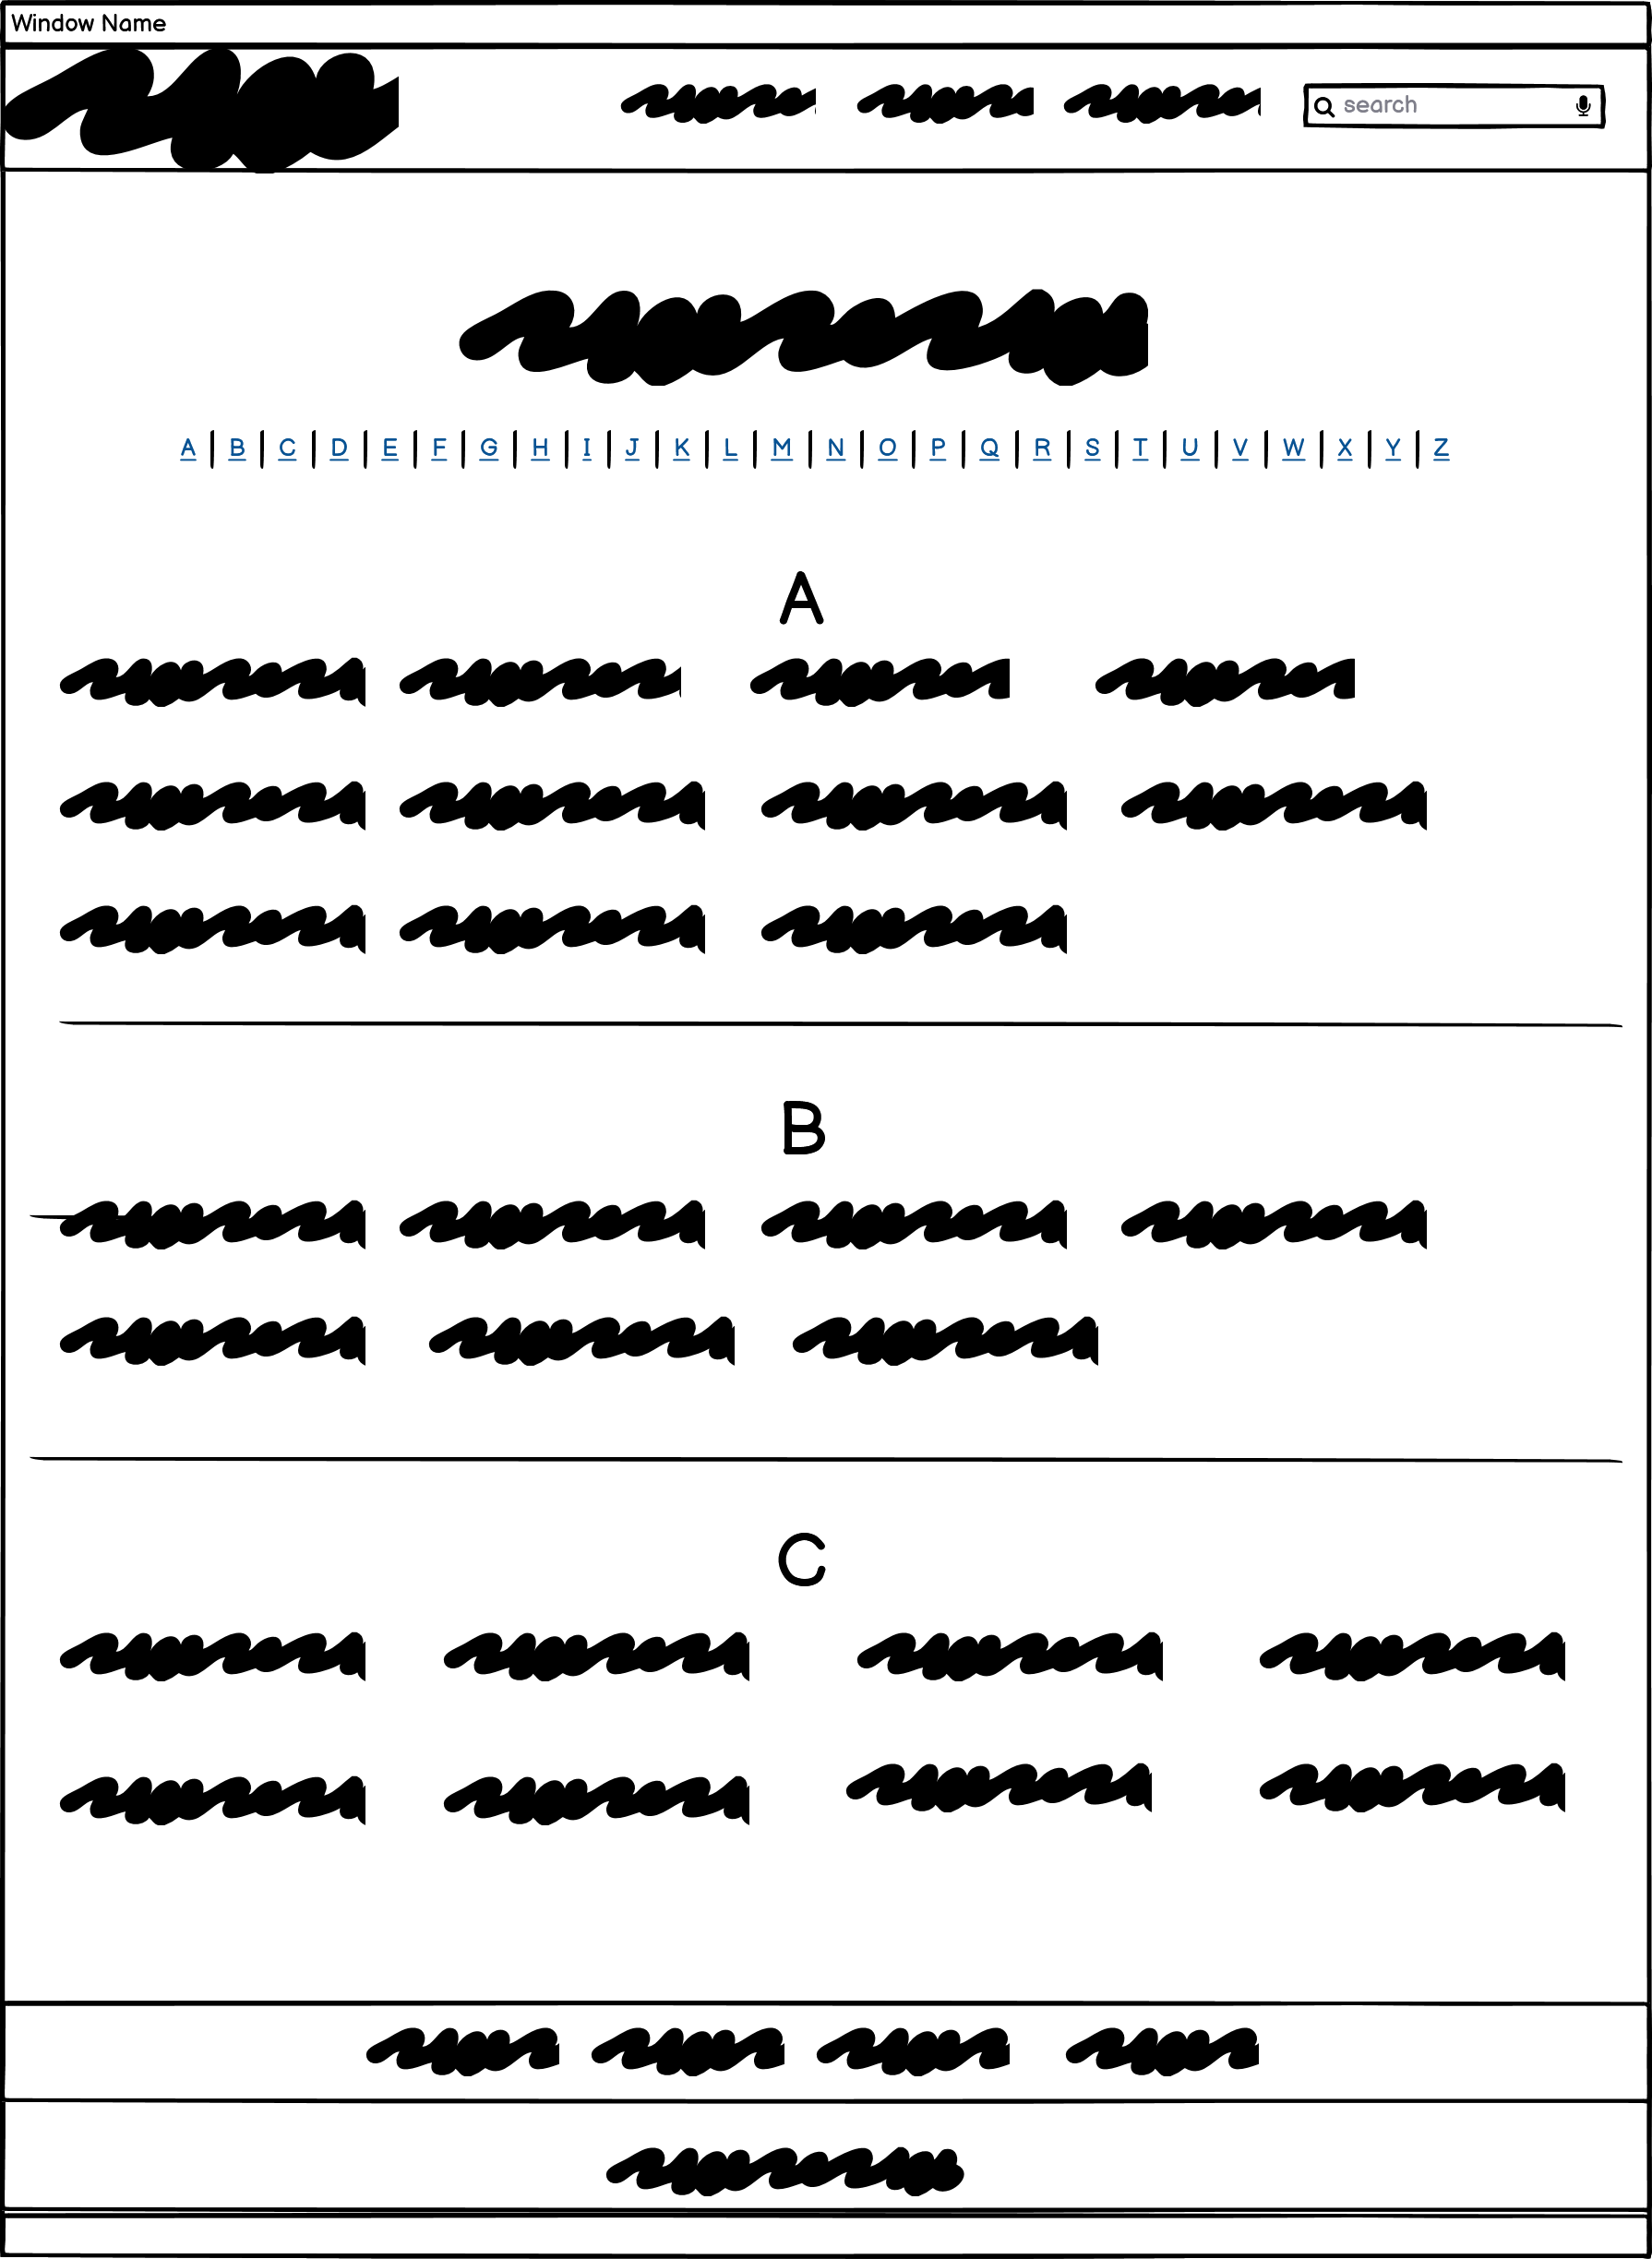 Window Name
search
A | B | C | D | E | F | G | H | I | J | K | L | M | N | O | P | Q | R | S | T | U | V | W | X | Y | Z
A
B
C